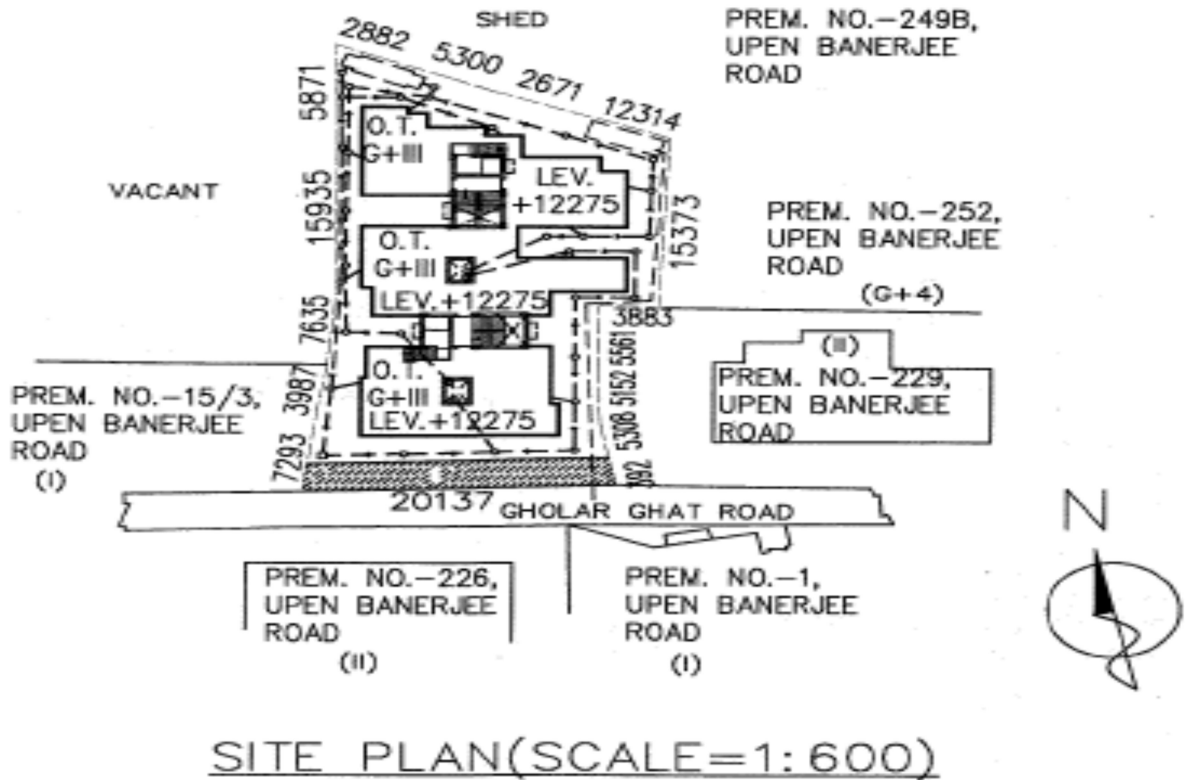 SHED
PREM. NO.-249B,
UPEN BANERJEE
ROAD
2882
5300
2671
12314
5871
O.T.
G+III
VACANT
LEV.
+12275
15935
15373
PREM. NO.-252,
UPEN BANERJEE
ROAD
(G+4)
O.T.
G+III
LEV.+12275
7635
3883
5561
(II)
PREM. NO.-229,
UPEN BANERJEE
ROAD
PREM. NO.-15/3,
UPEN BANERJEE
ROAD
(I)
3987
O.T.
G+III
LEV.+12275
5152
5308
7293
20137
GHOLAR GHAT ROAD
N
PREM. NO.-226,
UPEN BANERJEE
ROAD
(II)
PREM. NO.-1,
UPEN BANERJEE
ROAD
(I)
SITE PLAN(SCALE=1:600)